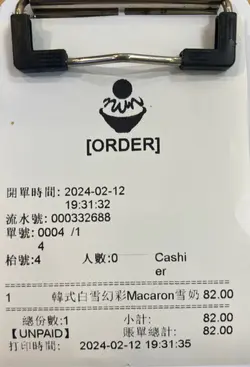 [ORDER]
開單時間: 2024-02-12
19:31:32
流水號: 000332688
單號: 0004 /1
4
枱號:4 人數:0 Cashi
er
1 韓式白雪幻彩Macaron雪奶 82.00
總份數:1 小計: 82.00
【UNPAID】 賬單總計: 82.00
打印時間: 2024-02-12 19:31:35